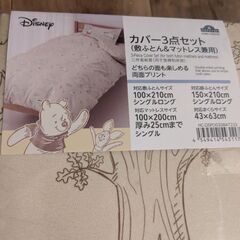 Disney
カバー3点セット
(敷ふとん&マットレス兼用)
どちらの面も楽しめる
両面プリント
対応敷ふとんサイズ
100×210cm
シングルロング
対応マットレスサイズ
100×200cm
厚み25cmまで
シングル
対応掛ふとんサイズ
150×210cm
シングルロング
対応まくらサイズ
43×63cm